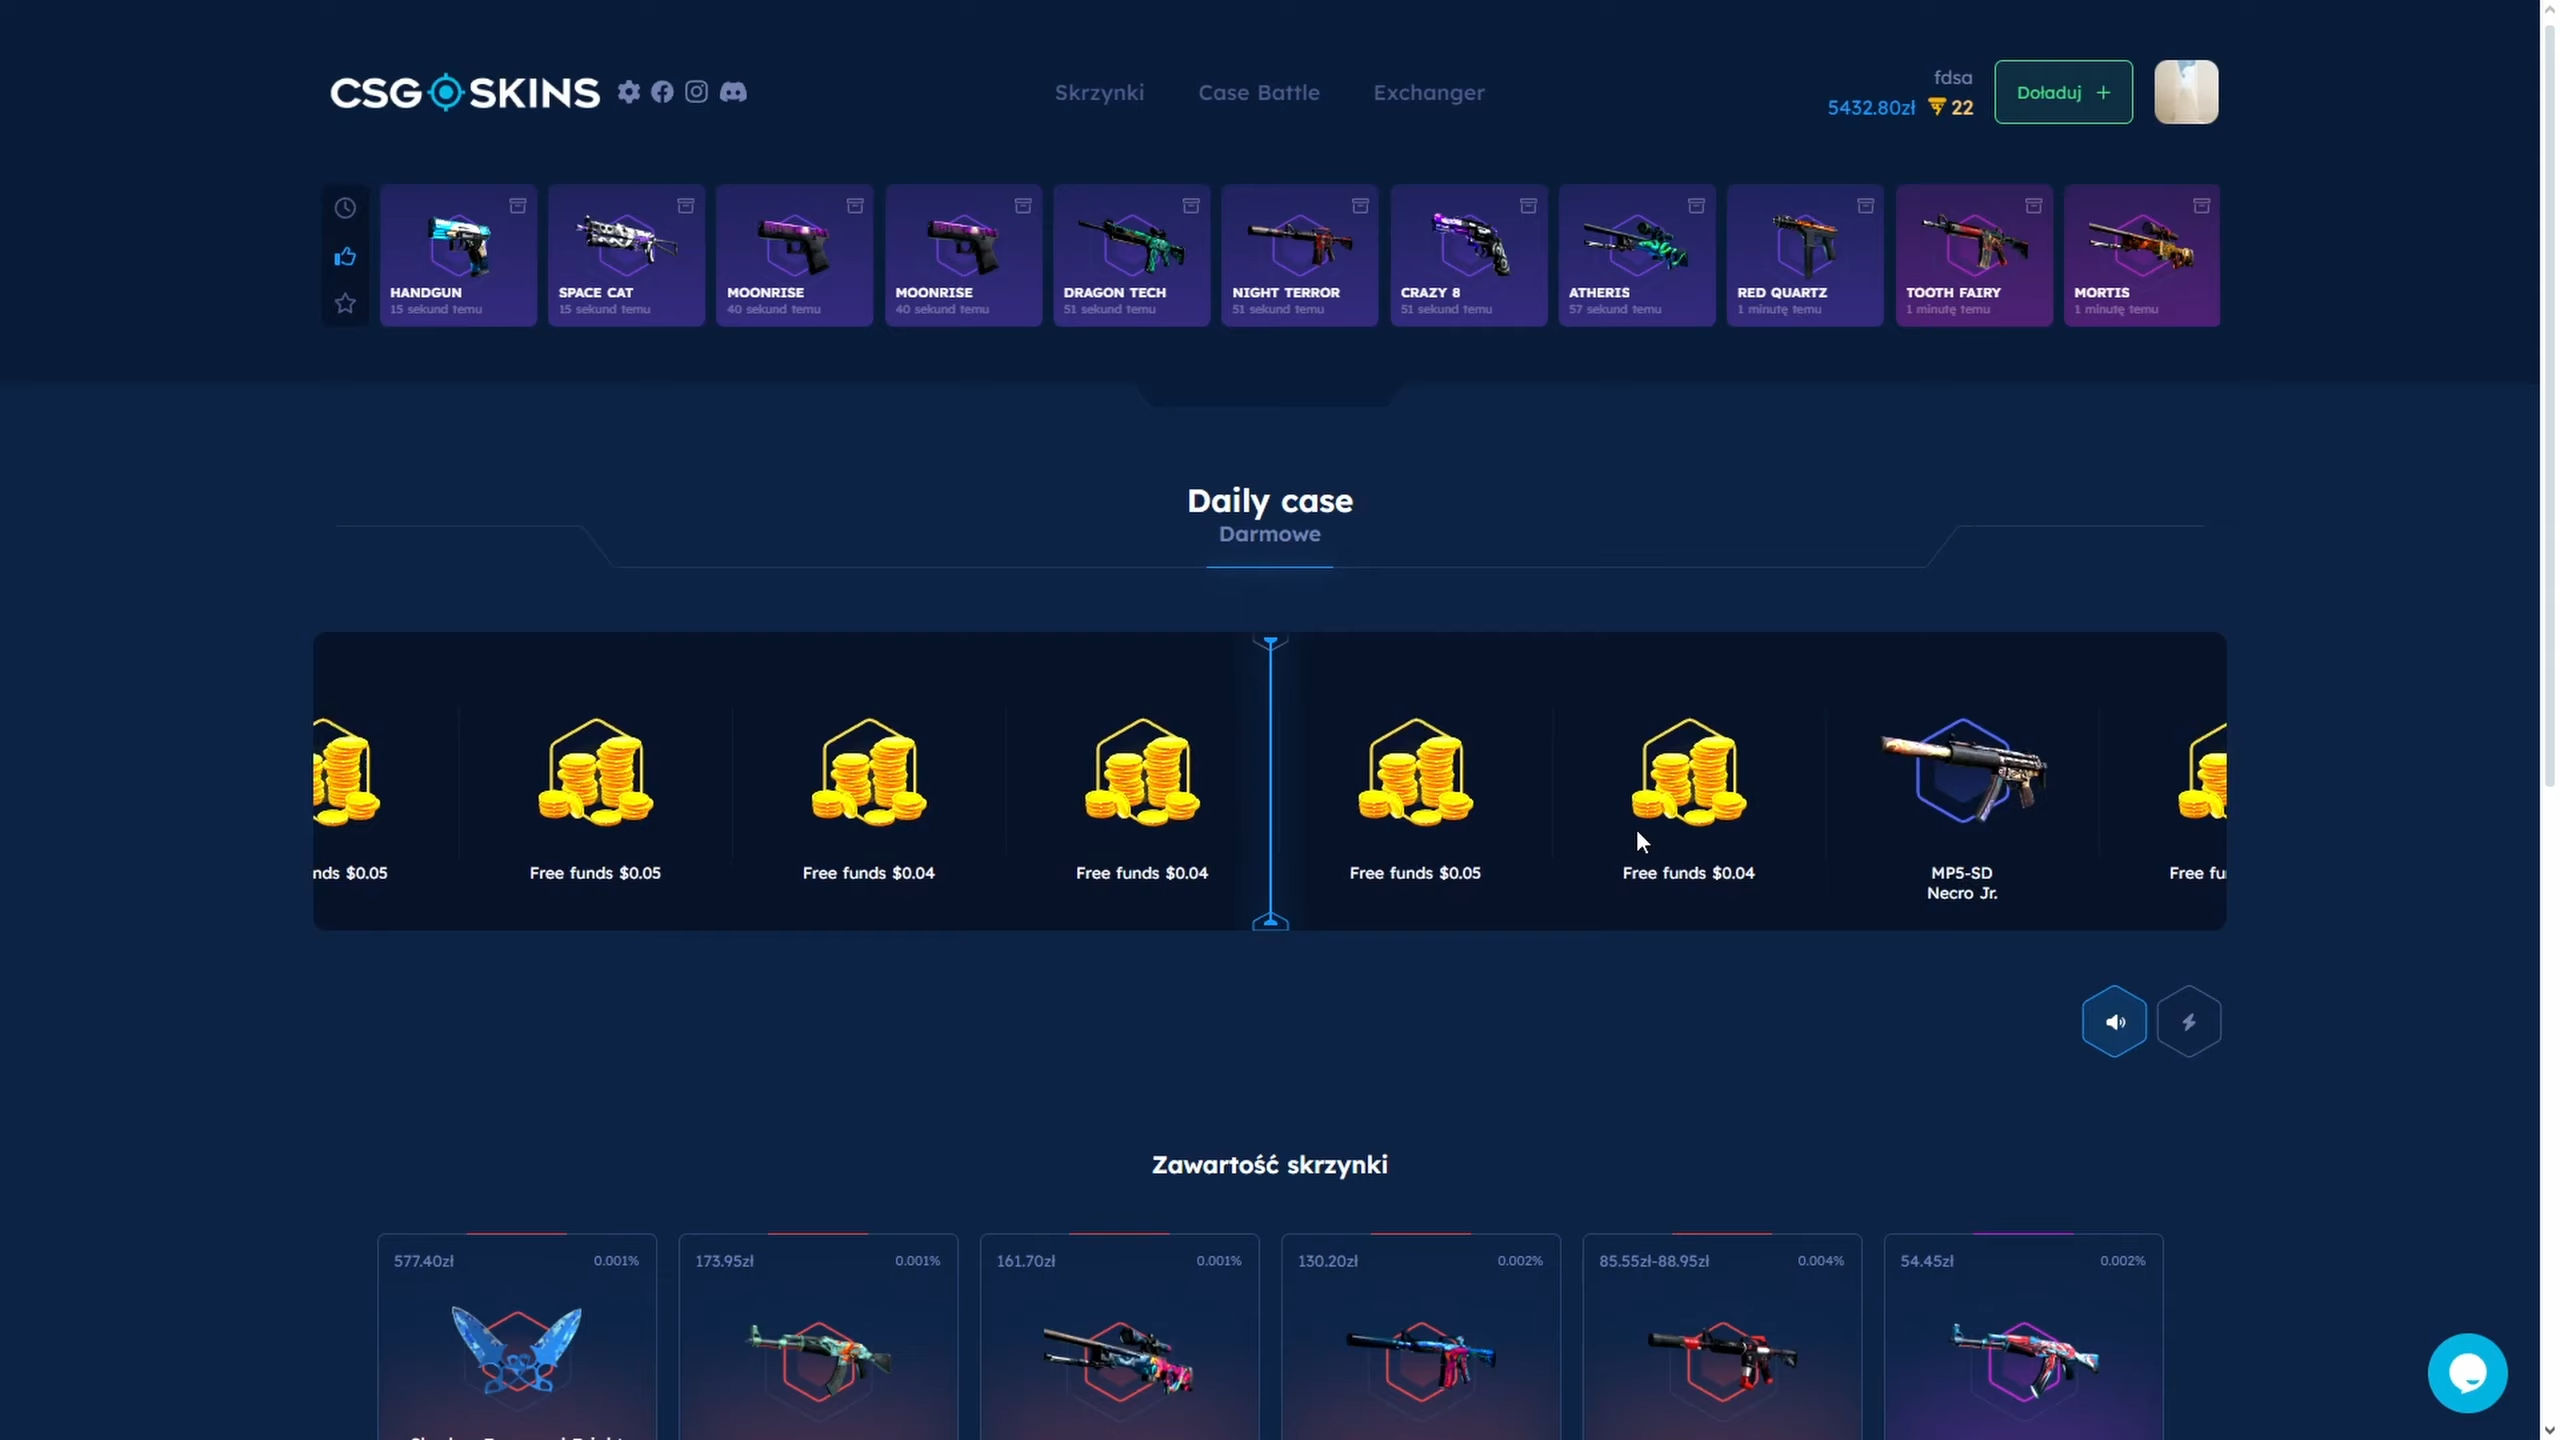 CSGOSKINS
Skrzynki
Case Battle
Exchanger
fdsa
5432.80zł 22
Doładuj +
HANDGUN
15 sekund temu
SPACE CAT
15 sekund temu
MOONRISE
40 sekund temu
MOONRISE
40 sekund temu
DRAGON TECH
51 sekund temu
NIGHT TERROR
51 sekund temu
CRAZY 8
51 sekund temu
ATHERIS
57 sekund temu
RED QUARTZ
1 minutę temu
TOOTH FAIRY
1 minutę temu
MORTIS
1 minutę temu
Daily case
Darmowe
nds $0.05
Free funds $0.05
Free funds $0.04
Free funds $0.04
Free funds $0.05
Free funds $0.04
MP5-SD
Necro Jr.
Free fu
Zawartość skrzynki
577.40zł 0.001%
173.95zł 0.001%
161.70zł 0.001%
130.20zł 0.002%
85.55zł-88.95zł 0.004%
54.45zł 0.002%